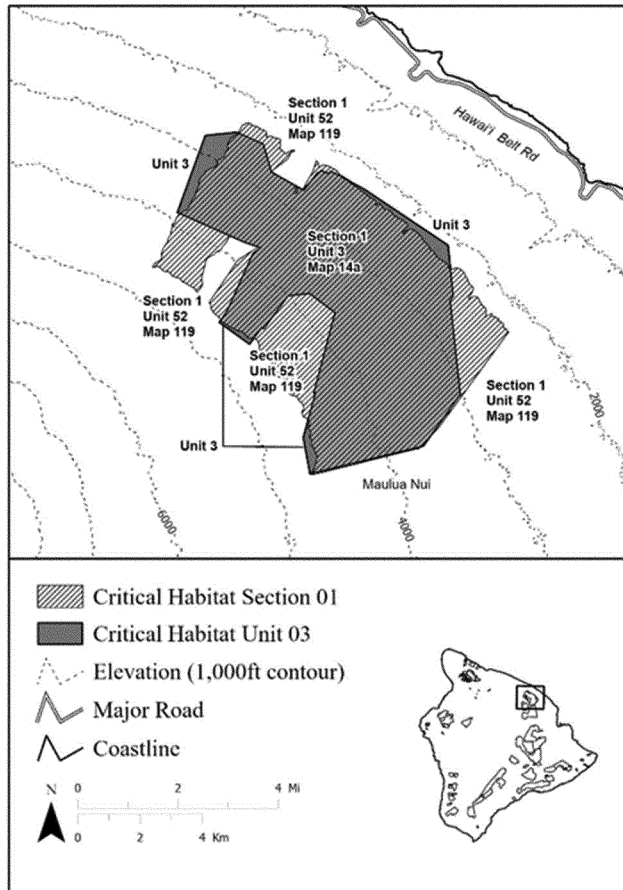 Section 1
Unit 52
Map 119
Hawai'i Belt Rd
Unit 3
Unit 3
Section 1
Unit 3
Map 14a
Section 1
Unit 52
Map 119
Section 1
Unit 52
Map 119
Section 1
Unit 52
Map 119
2000
Unit 3
Maulua Nui
6000
4000
Critical Habitat Section 01
Critical Habitat Unit 03
Elevation (1,000ft contour)
Major Road
Coastline
N
0 2 4 Mi
0 2 4 Km